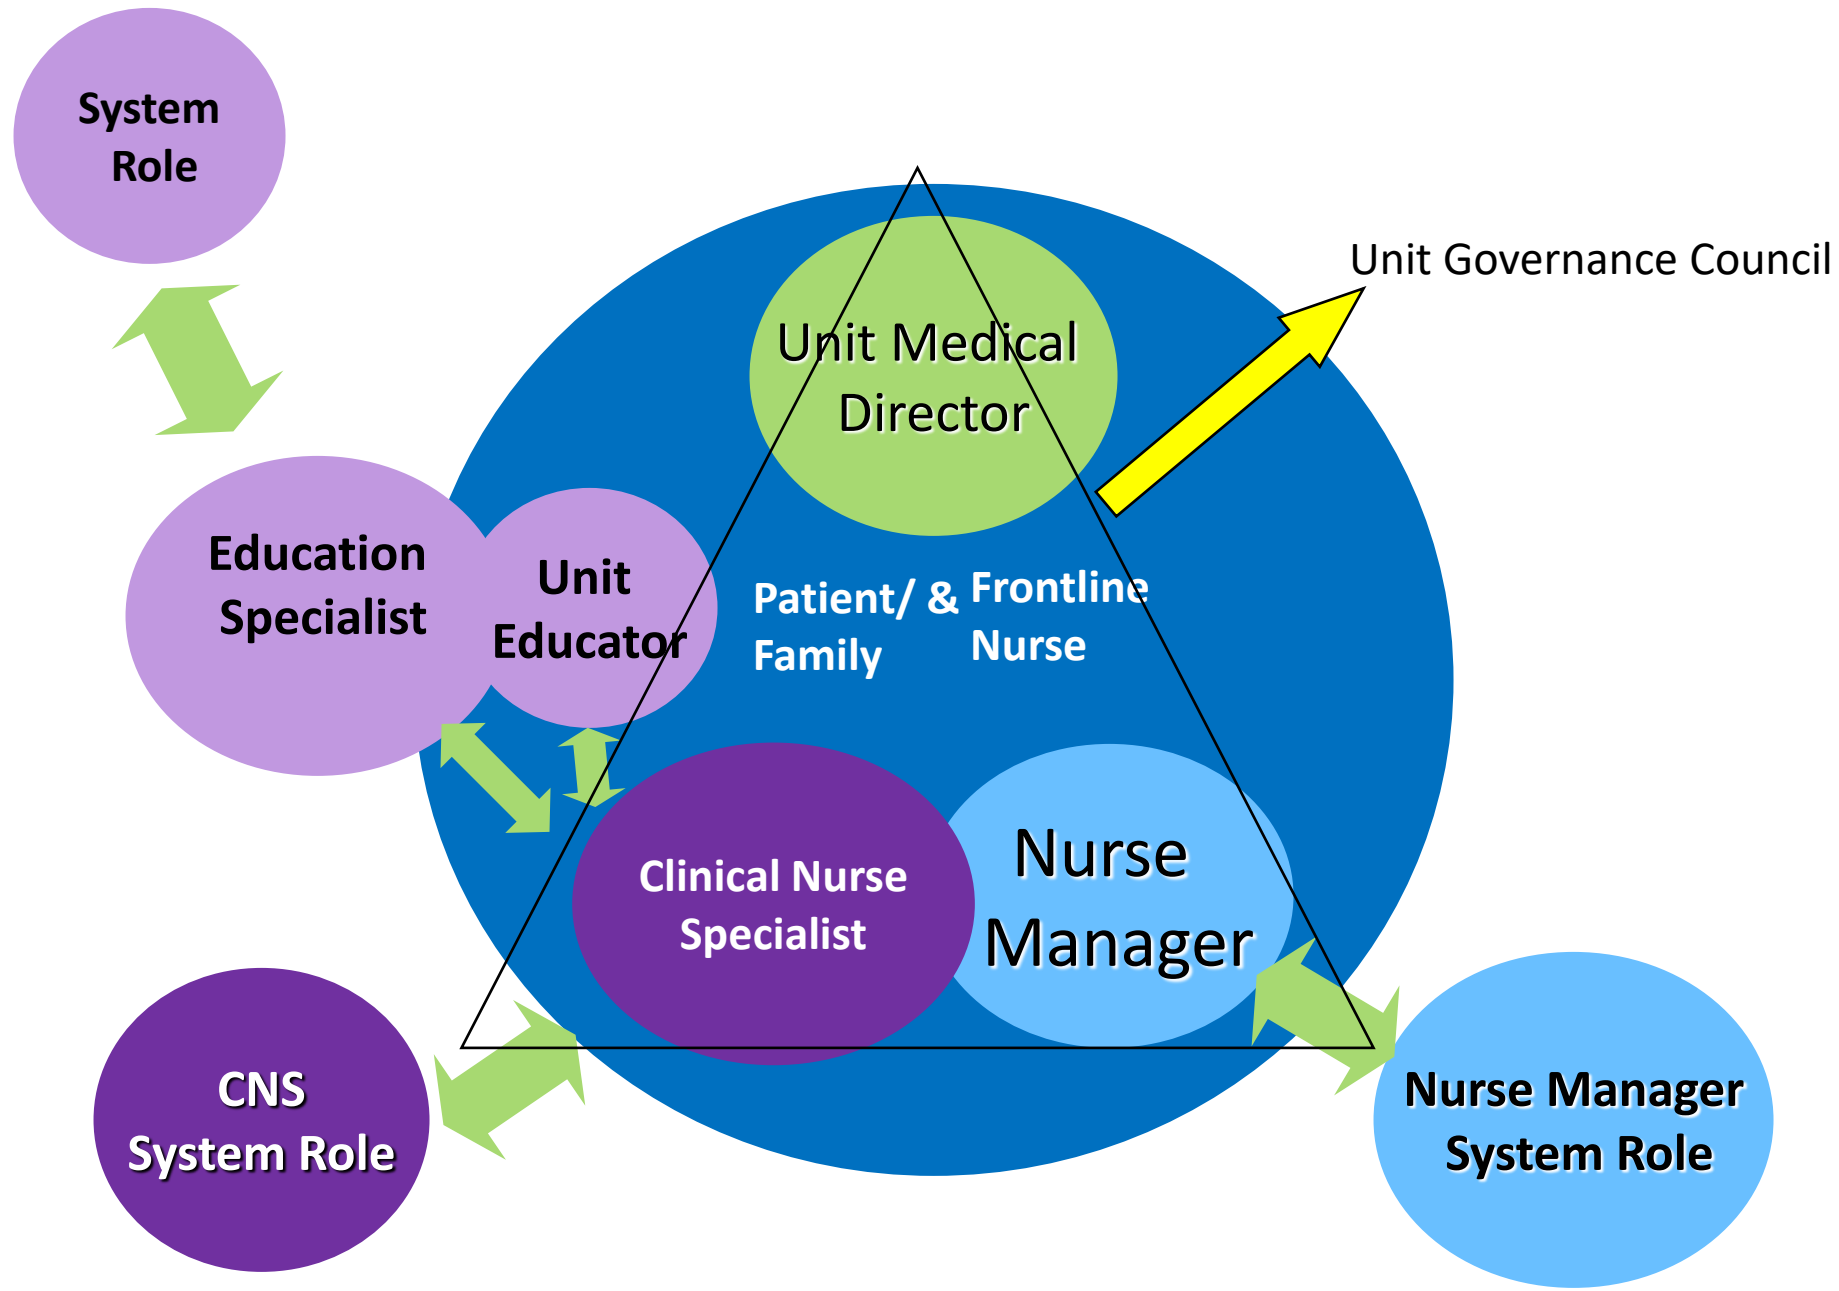 System
Role
Unit Governance Council
Unit Medical
Director
Education
Specialist
Unit
Educator
Patient/ &
Family
Frontline
Nurse
Clinical Nurse
Specialist
Nurse
Manager
CNS
System Role
Nurse Manager
System Role